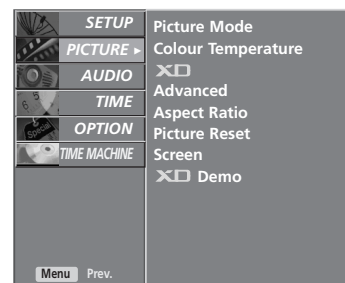 SETUP
PICTURE ►
AUDIO
TIME
OPTION
TIME MACHINE
Menu Prev.
Picture Mode
Colour Temperature
XD
Advanced
Aspect Ratio
Picture Reset
Screen
XD Demo